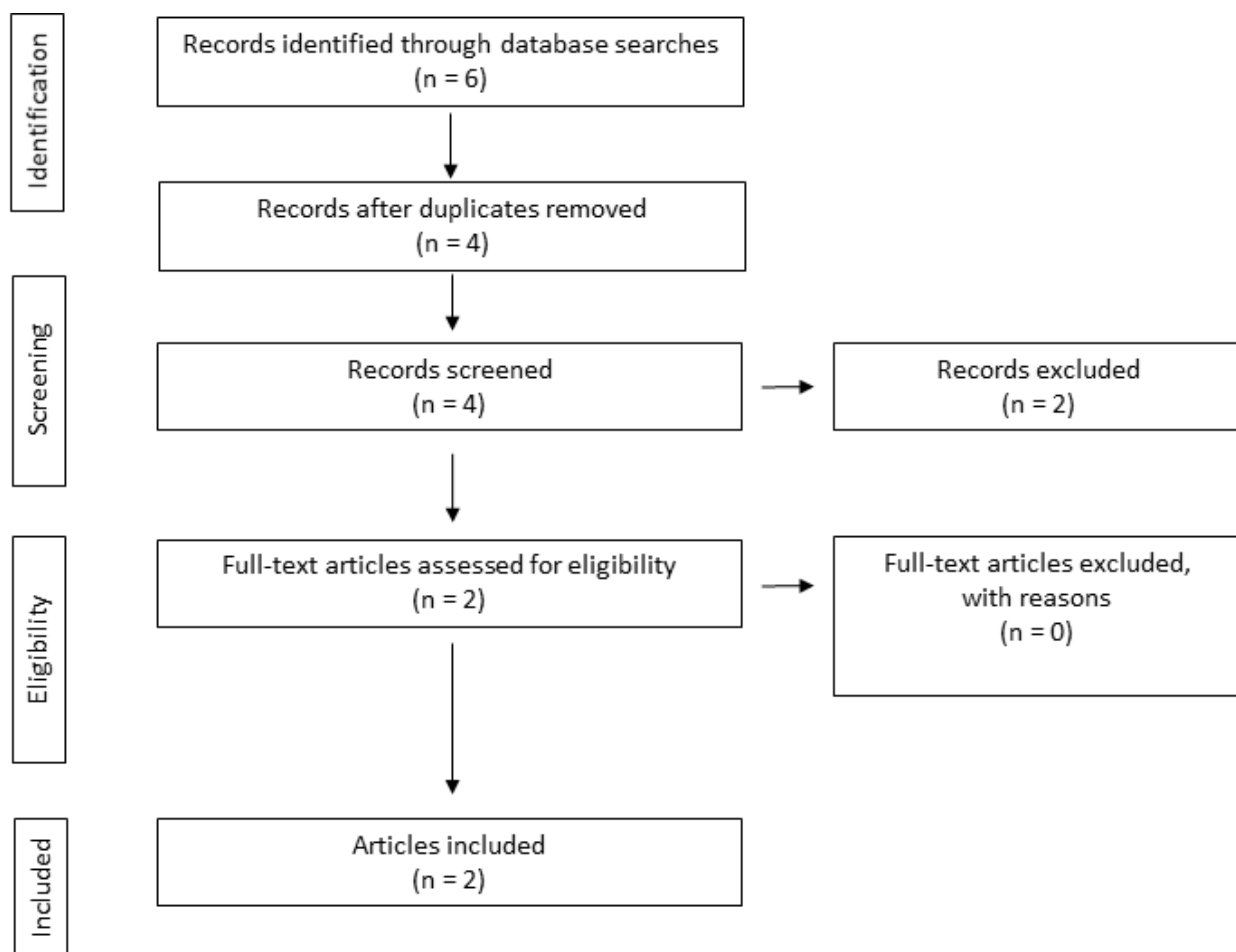 Identification
Records identified through database searches
(n = 6)
Records after duplicates removed
(n = 4)
Screening
Records screened
(n = 4)
Records excluded
(n = 2)
Eligibility
Full-text articles assessed for eligibility
(n = 2)
Full-text articles excluded,
with reasons
(n = 0)
Included
Articles included
(n = 2)